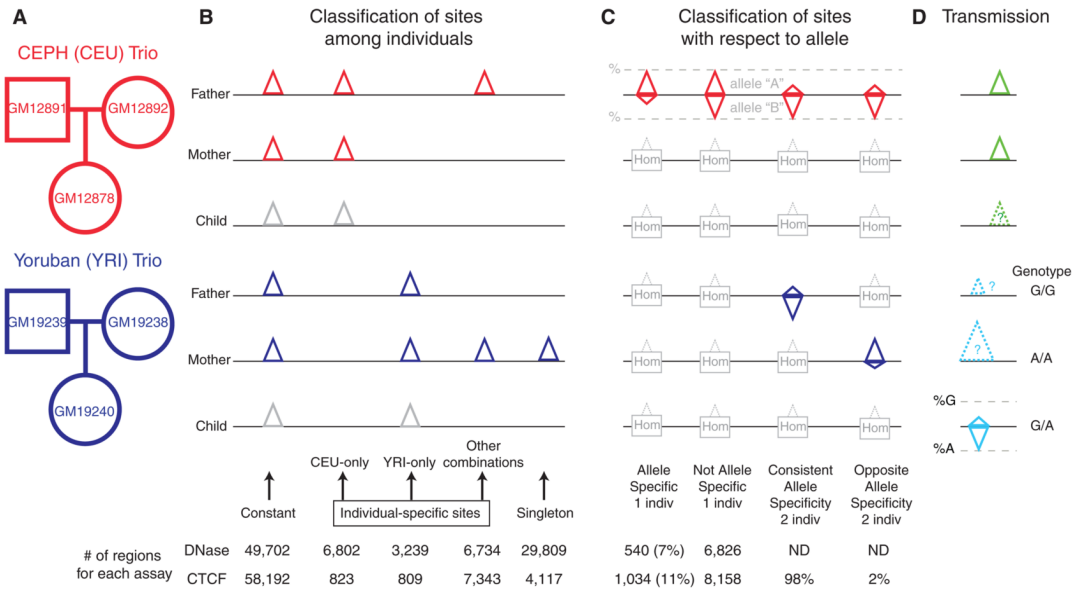 A
CEPH (CEU) Trio
GM12891
GM12892
GM12878
Yoruban (YRI) Trio
GM19239
GM19238
GM19240
B
Classification of sites
among individuals
Father
Mother
Child
Father
Mother
Child
CEU-only
YRI-only
Other
combinations
Constant
Individual-specific sites
Singleton
# of regions
for each assay
DNase 49,702 6,802 3,239 6,734 29,809
CTCF 58,192 823 809 7,343 4,117
C
Classification of sites
with respect to allele
%
allele “A”
allele “B”
%
Hom Hom Hom Hom
Hom Hom Hom Hom
Hom Hom Hom
Hom Hom Hom
Hom Hom Hom Hom
Allele
Specific
1 indiv
Not Allele
Specific
1 indiv
Consistent
Allele
Specificity
2 indiv
Opposite
Allele
Specificity
2 indiv
540 (7%) 6,826 ND ND
1,034 (11%) 8,158 98% 2%
D
Transmission
?
Genotype
? G/G
? A/A
%G
G/A
%A